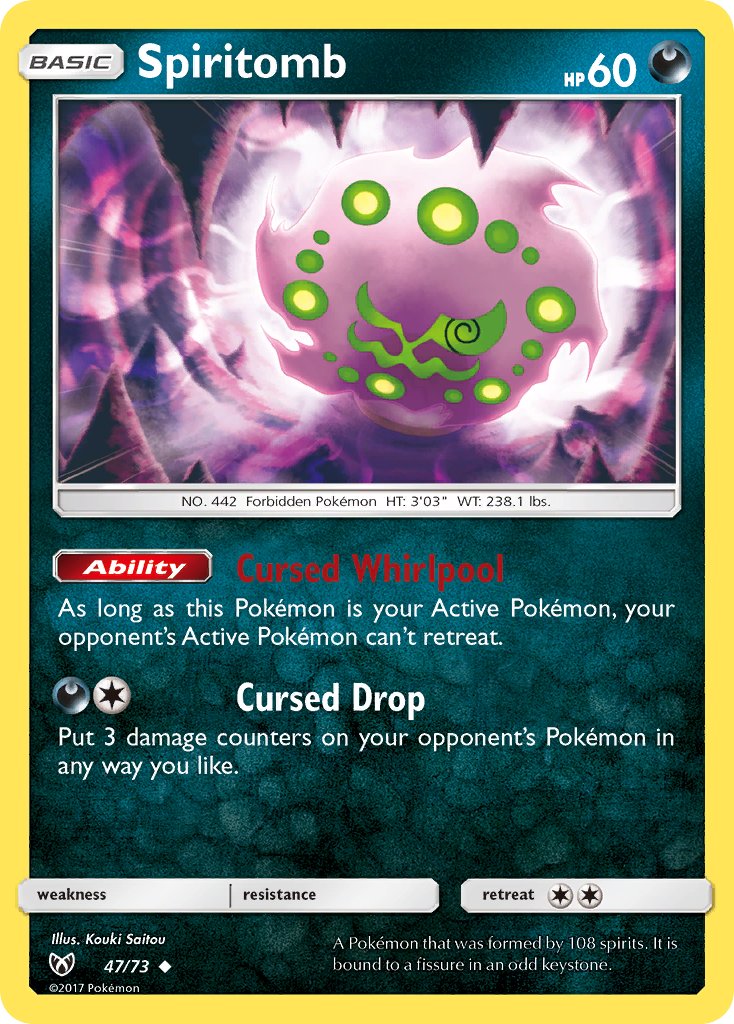 BASIC Spiritomb HP 60
NO. 442 Forbidden Pokémon HT: 3'03" WT: 238.1 lbs.
Ability Cursed Whirlpool
As long as this Pokémon is your Active Pokémon, your
opponent's Active Pokémon can't retreat.
Cursed Drop
Put 3 damage counters on your opponent's Pokémon in
any way you like.
weakness resistance retreat
Illus. Kouki Saitou
47/73
©2017 Pokémon
A Pokémon that was formed by 108 spirits. It is
bound to a fissure in an odd keystone.